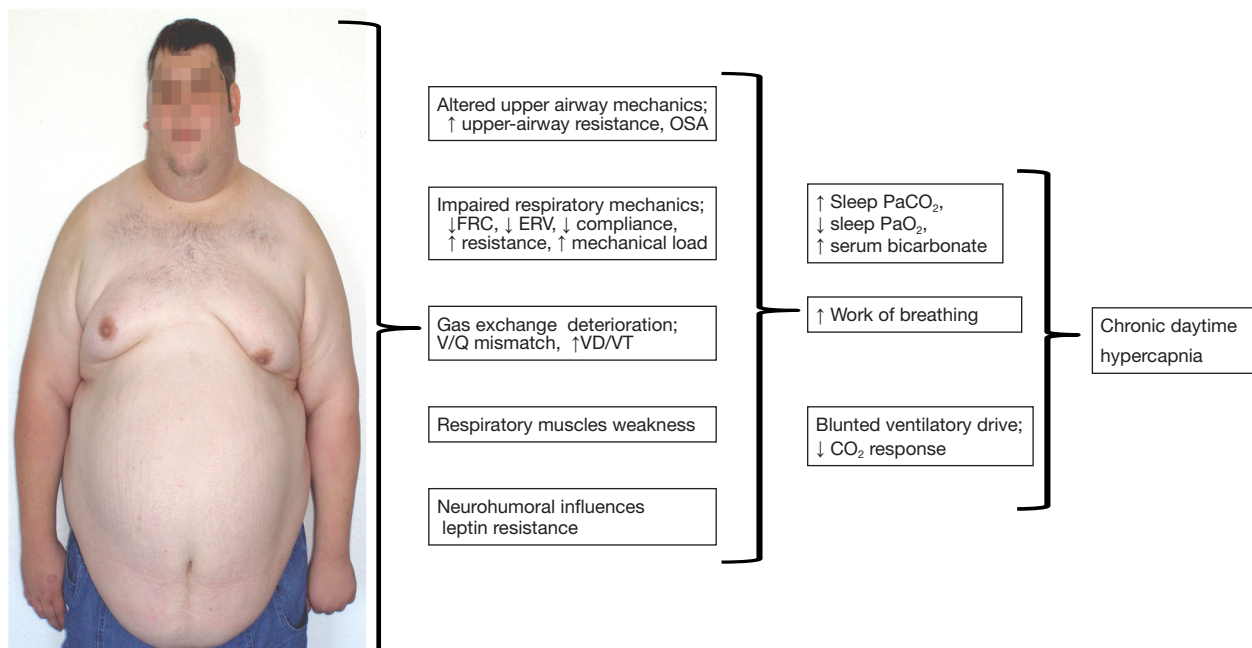 Altered upper airway mechanics;
↑ upper-airway resistance, OSA
Impaired respiratory mechanics;
↓FRC, ↓ ERV, ↓ compliance,
↑ resistance, ↑ mechanical load
Gas exchange deterioration;
V/Q mismatch, ↑VD/VT
Respiratory muscles weakness
Neurohumoral influences
leptin resistance
↑ Sleep PaCO₂,
↓ sleep PaO₂,
↑ serum bicarbonate
↑ Work of breathing
Blunted ventilatory drive;
↓ CO₂ response
Chronic daytime
hypercapnia